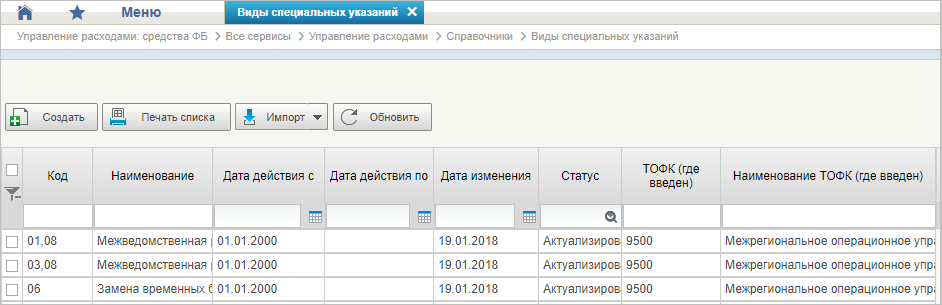 Меню Виды специальных указаний
Управление расходами: средства ФБ > Все сервисы > Управление расходами > Справочники > Виды специальных указаний
Создать Печать списка Импорт Обновить
Код Наименование Дата действия с Дата действия по Дата изменения Статус ТОФК (где введен) Наименование ТОФК (где введен)
01,08 Межведомственная 01.01.2000 19.01.2018 Актуализиров 9500 Межрегиональное операционное упра
03,08 Межведомственная 01.01.2000 19.01.2018 Актуализиров 9500 Межрегиональное операционное упра
06 Замена временных 01.01.2000 19.01.2018 Актуализиров 9500 Межрегиональное операционное упра